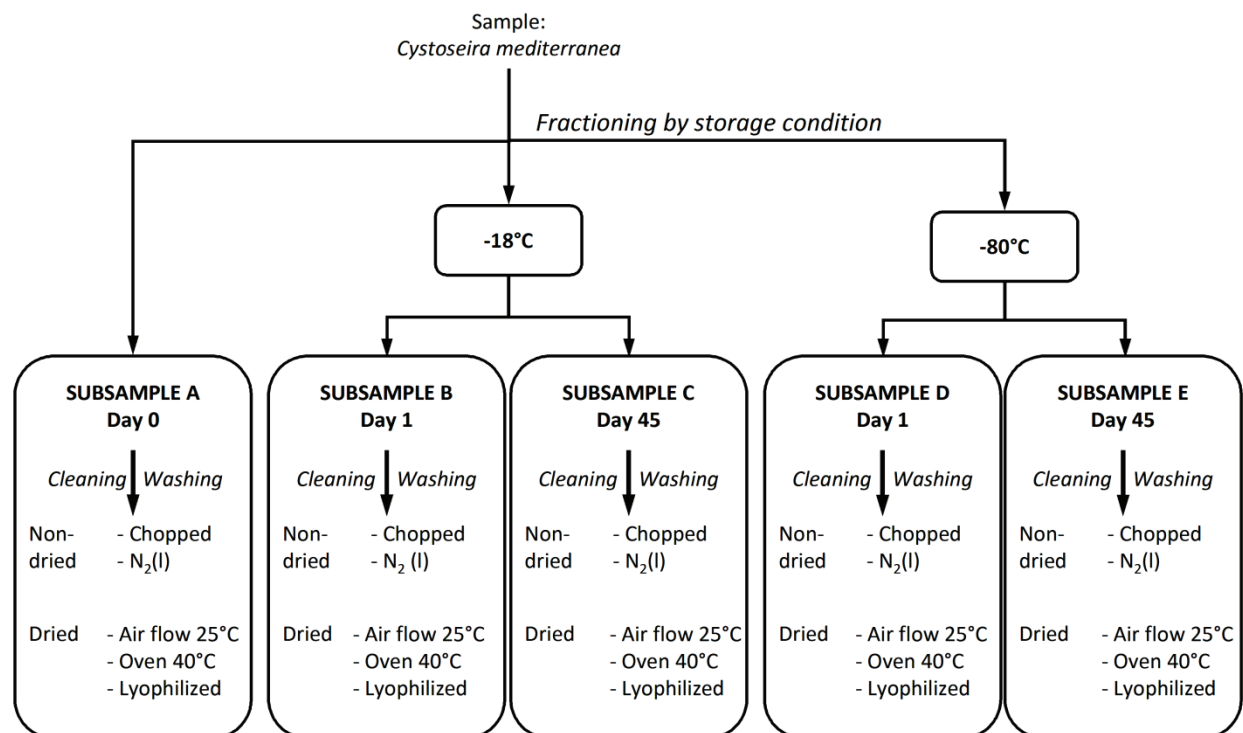 Sample:
Cystoseira mediterranea
Fractioning by storage condition
-18°C
-80°C
SUBSAMPLE A
Day 0
Cleaning Washing
Non-dried
- Chopped
- N₂(l)
Dried
- Air flow 25°C
- Oven 40°C
- Lyophilized
SUBSAMPLE B
Day 1
Cleaning Washing
Non-dried
- Chopped
- N₂ (l)
Dried
- Air flow 25°C
- Oven 40°C
- Lyophilized
SUBSAMPLE C
Day 45
Cleaning Washing
Non-dried
- Chopped
- N₂(l)
Dried
- Air flow 25°C
- Oven 40°C
- Lyophilized
SUBSAMPLE D
Day 1
Cleaning Washing
Non-dried
- Chopped
- N₂(l)
Dried
- Air flow 25°C
- Oven 40°C
- Lyophilized
SUBSAMPLE E
Day 45
Cleaning Washing
Non-dried
- Chopped
- N₂(l)
Dried
- Air flow 25°C
- Oven 40°C
- Lyophilized